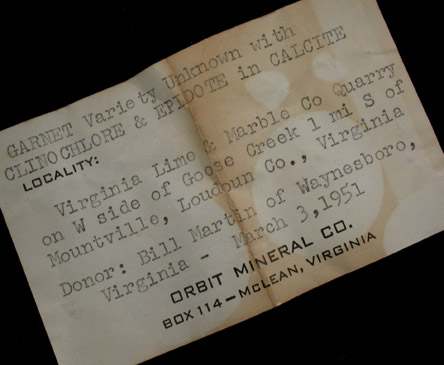 GARNET Variety Unknown with
CLINOCHLORE & EPIDOTE in CALCITE
LOCALITY:
Virginia Lime & Marble Co Quarry
on W side of Goose Creek 1 mi S of
Mountville, Loudoun Co., Virginia
Donor: Bill Martin of Waynesboro,
Virginia - March 3,1951
ORBIT MINERAL CO.
BOX 114—McLEAN, VIRGINIA